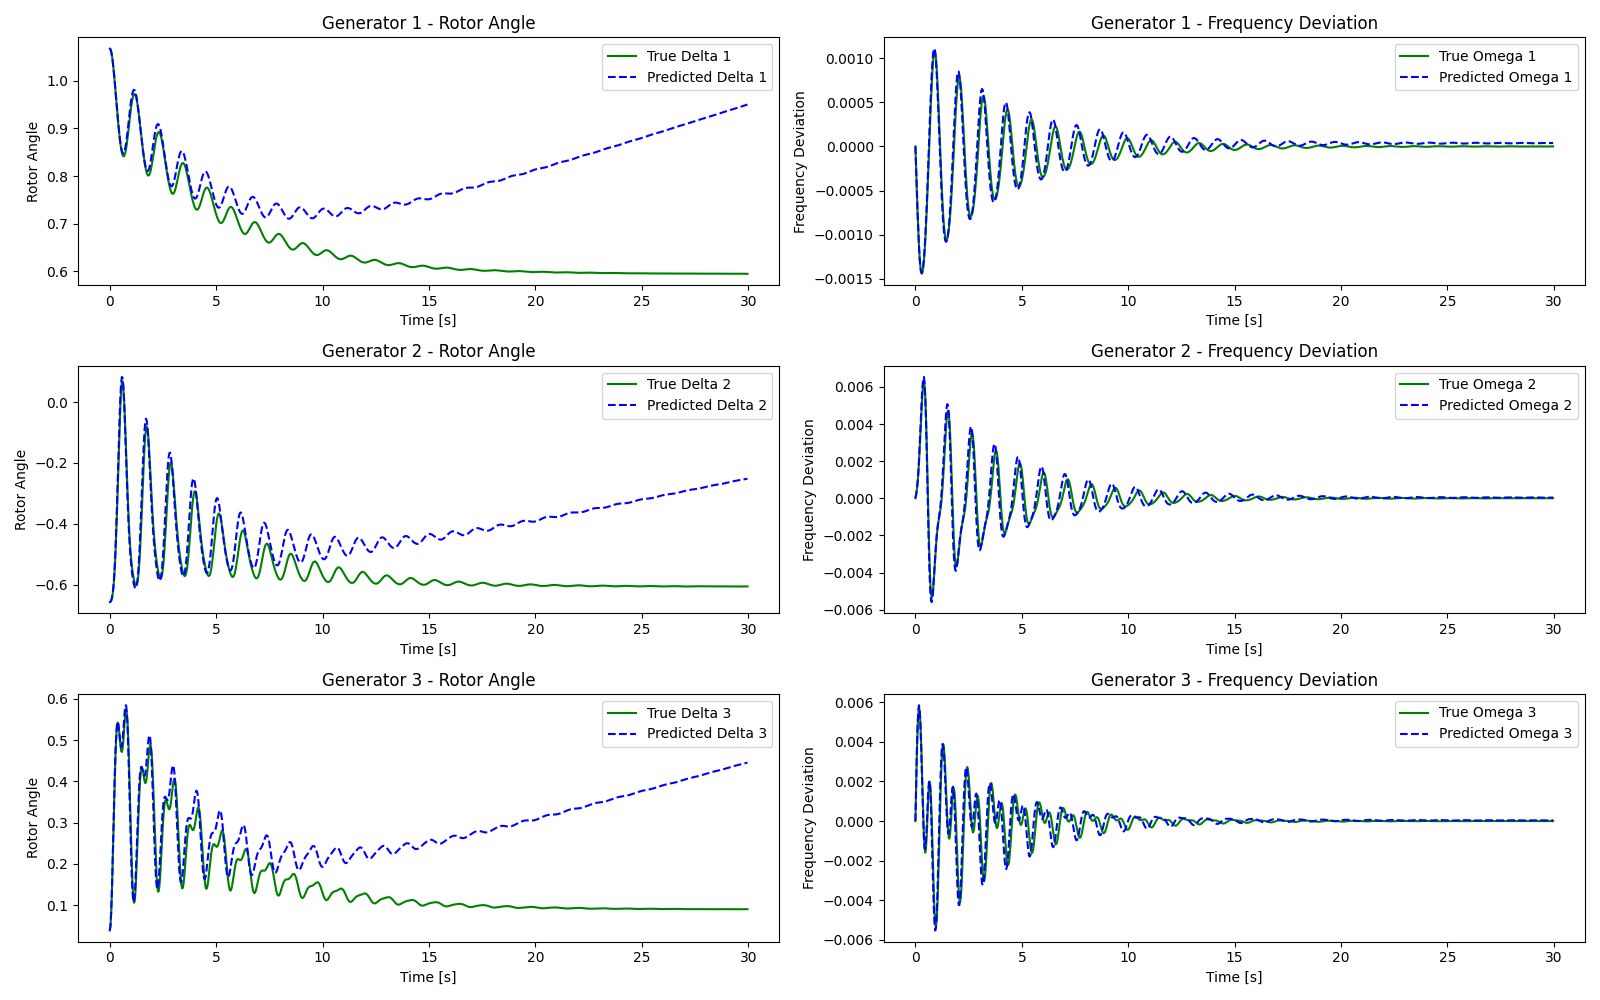 Generator 1 - Rotor Angle
Rotor Angle
1.0
0.9
0.8
0.7
0.6
True Delta 1
Predicted Delta 1
0 5 10 15 20 25 30
Time [s]
Generator 1 - Frequency Deviation
Frequency Deviation
0.0010
0.0005
0.0000
−0.0005
−0.0010
−0.0015
True Omega 1
Predicted Omega 1
0 5 10 15 20 25 30
Time [s]
Generator 2 - Rotor Angle
Rotor Angle
0.0
−0.2
−0.4
−0.6
True Delta 2
Predicted Delta 2
0 5 10 15 20 25 30
Time [s]
Generator 2 - Frequency Deviation
Frequency Deviation
0.006
0.004
0.002
0.000
−0.002
−0.004
−0.006
True Omega 2
Predicted Omega 2
0 5 10 15 20 25 30
Time [s]
Generator 3 - Rotor Angle
Rotor Angle
0.6
0.5
0.4
0.3
0.2
0.1
True Delta 3
Predicted Delta 3
0 5 10 15 20 25 30
Time [s]
Generator 3 - Frequency Deviation
Frequency Deviation
0.006
0.004
0.002
0.000
−0.002
−0.004
−0.006
True Omega 3
Predicted Omega 3
0 5 10 15 20 25 30
Time [s]